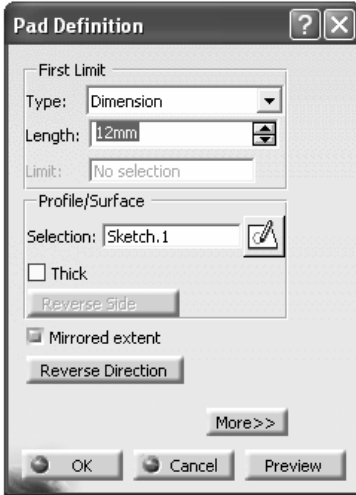 Pad Definition
First Limit
Type: Dimension
Length: 12mm
Limit: No selection
Profile/Surface
Selection: Sketch.1
Thick
Reverse Side
Mirrored extent
Reverse Direction
More>>
OK Cancel Preview